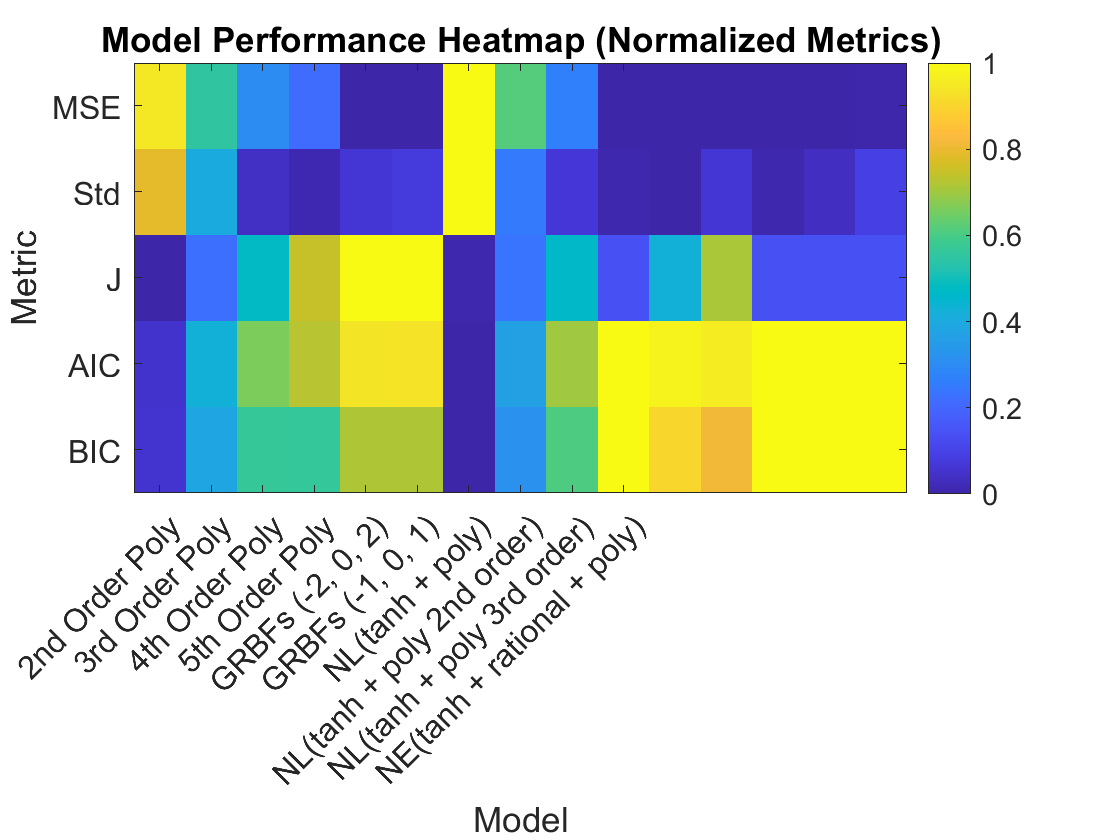 Model Performance Heatmap (Normalized Metrics)
MSE
Std
J
AIC
BIC
Metric
2nd Order Poly
3rd Order Poly
4th Order Poly
5th Order Poly
GRBFs (-2, 0, 2)
GRBFs (-1, 0, 1)
NL(tanh + poly)
NL(tanh + poly 2nd order)
NL(tanh + poly 3rd order)
NE(tanh + rational + poly)
Model
1
0.8
0.6
0.4
0.2
0